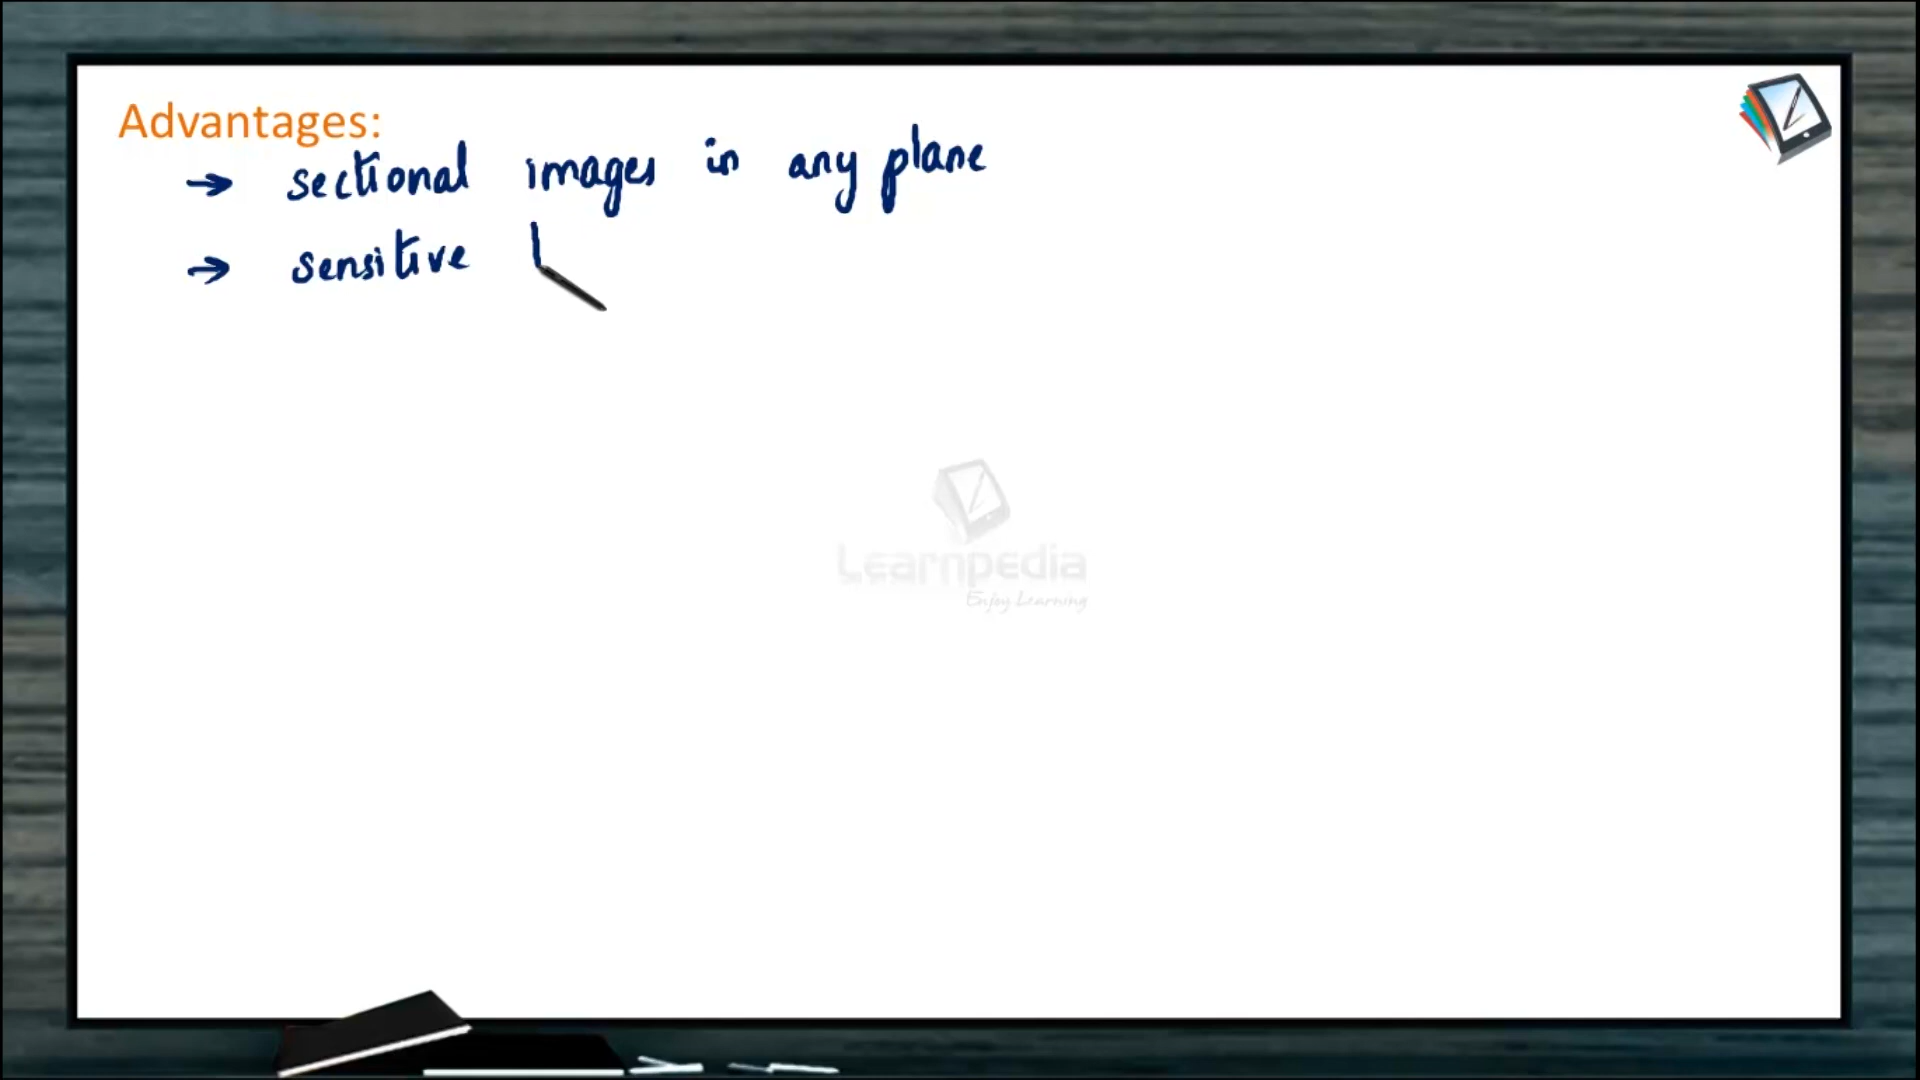 Advantages:
→ sectional images in any plane
→ sensitive
Learnpedia
Enjoy Learning